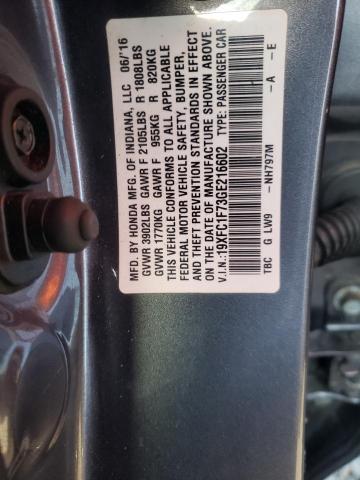 MFD. BY HONDA MFG. OF INDIANA, LLC 06/'16
GVWR 3902LBS GAWR F 2105LBS R 1808LBS
GVWR 1770KG GAWR F 955KG R 820KG
THIS VEHICLE CONFORMS TO ALL APPLICABLE
FEDERAL MOTOR VEHICLE SAFETY, BUMPER,
AND THEFT PREVENTION STANDARDS IN EFFECT
ON THE DATE OF MANUFACTURE SHOWN ABOVE.
V.I.N.:19XFC1F73GE216602 TYPE: PASSENGER CAR
TBC G LW9 NH797M A E